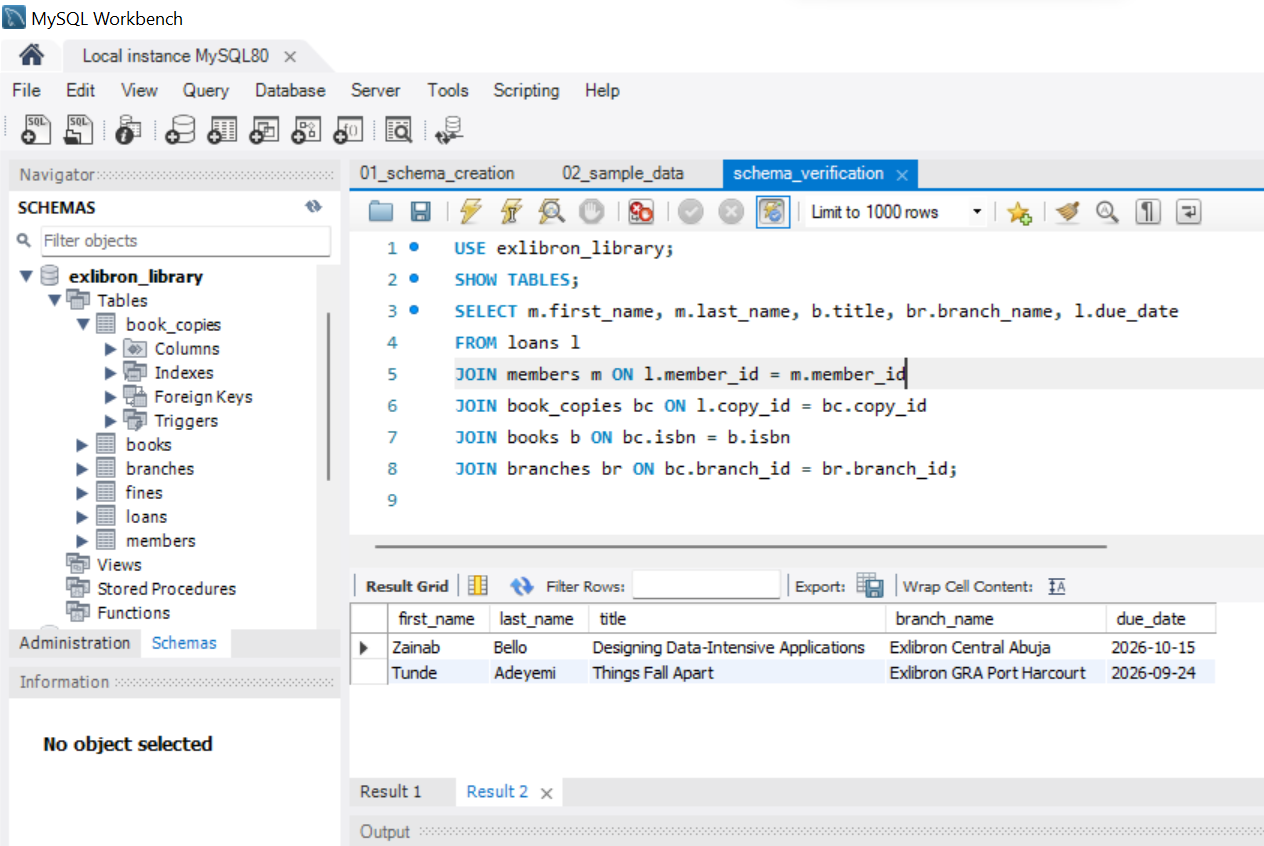 MySQL Workbench
Local instance MySQL80
File Edit View Query Database Server Tools Scripting Help
SQL SQL
Navigator
SCHEMAS
Filter objects
exlibron_library
Tables
book_copies
Columns
Indexes
Foreign Keys
Triggers
books
branches
fines
loans
members
Views
Stored Procedures
Functions
Administration Schemas
Information
No object selected
01_schema_creation 02_sample_data schema_verification
Limit to 1000 rows
1 USE exlibron_library;
2 SHOW TABLES;
3 SELECT m.first_name, m.last_name, b.title, br.branch_name, l.due_date
4 FROM loans l
5 JOIN members m ON l.member_id = m.member_id
6 JOIN book_copies bc ON l.copy_id = bc.copy_id
7 JOIN books b ON bc.isbn = b.isbn
8 JOIN branches br ON bc.branch_id = br.branch_id;
9
Result Grid Filter Rows: Export: Wrap Cell Content:
first_name last_name title branch_name due_date
Zainab Bello Designing Data-Intensive Applications Exlibron Central Abuja 2026-10-15
Tunde Adeyemi Things Fall Apart Exlibron GRA Port Harcourt 2026-09-24
Result 1 Result 2
Output